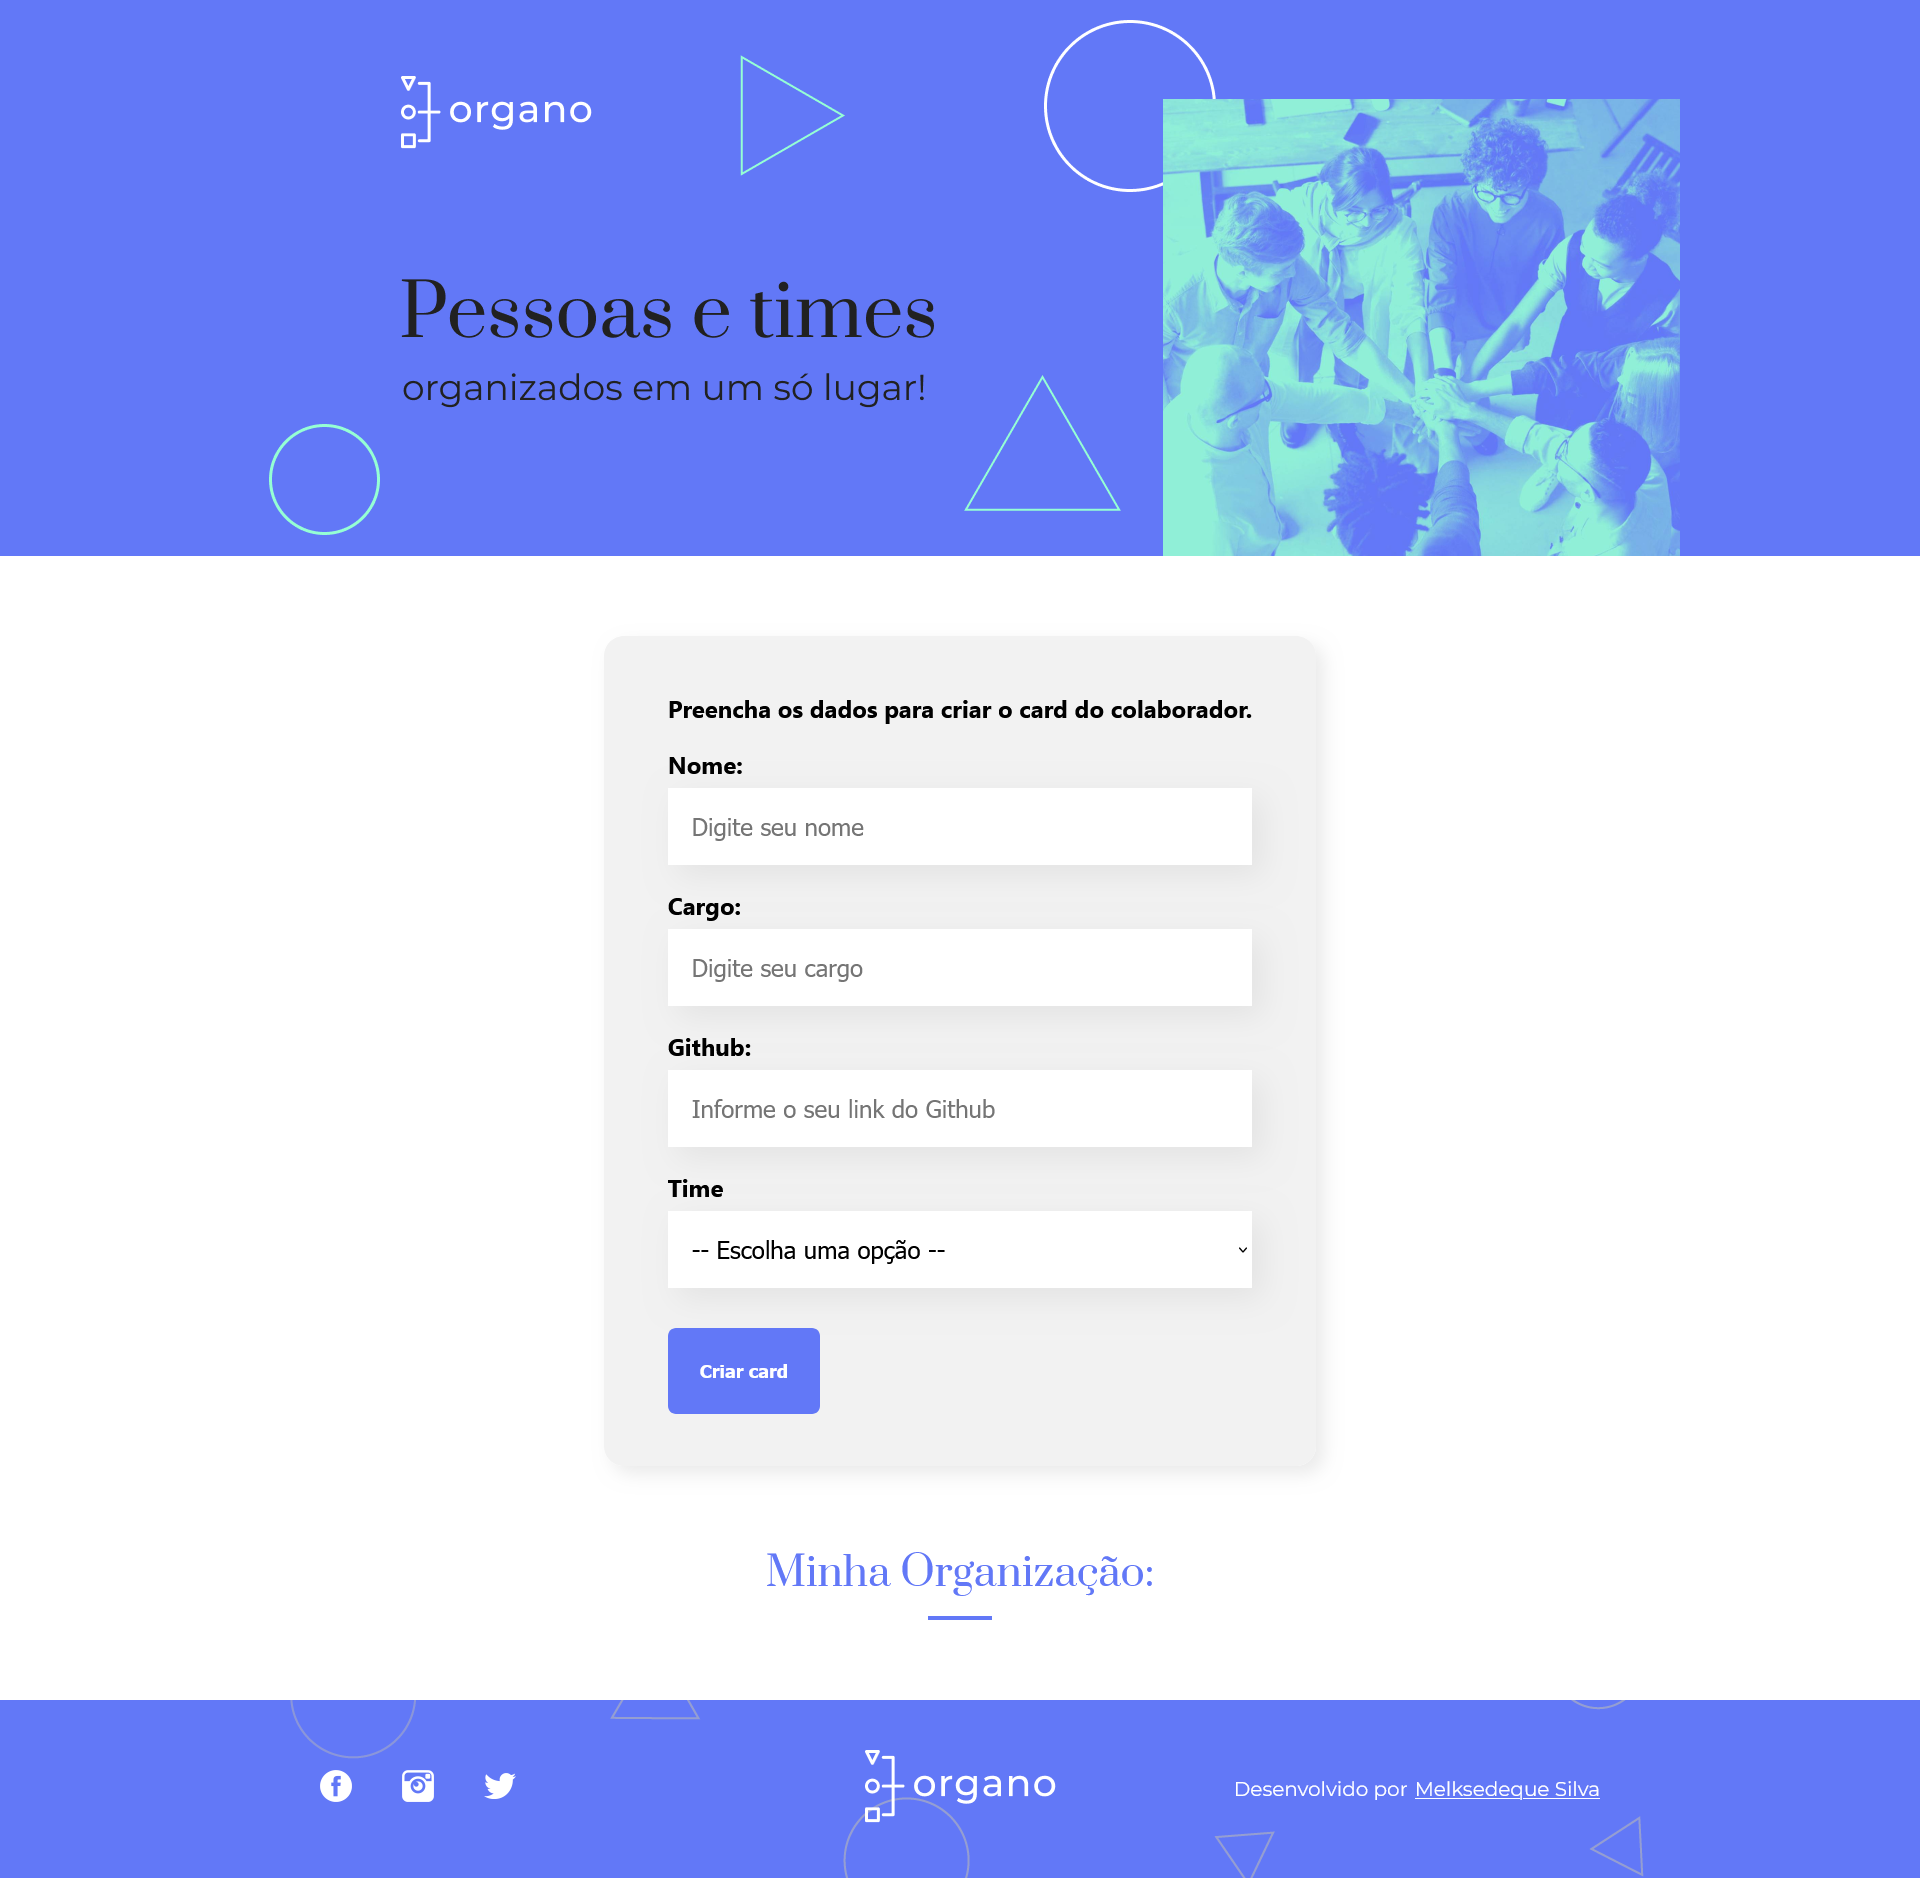 organo
Pessoas e times
organizados em um só lugar!
Preencha os dados para criar o card do colaborador.
Nome:
Digite seu nome
Cargo:
Digite seu cargo
Github:
Informe o seu link do Github
Time
-- Escolha uma opção --
Criar card
Minha Organização:
organo
Desenvolvido por Melksedeque Silva